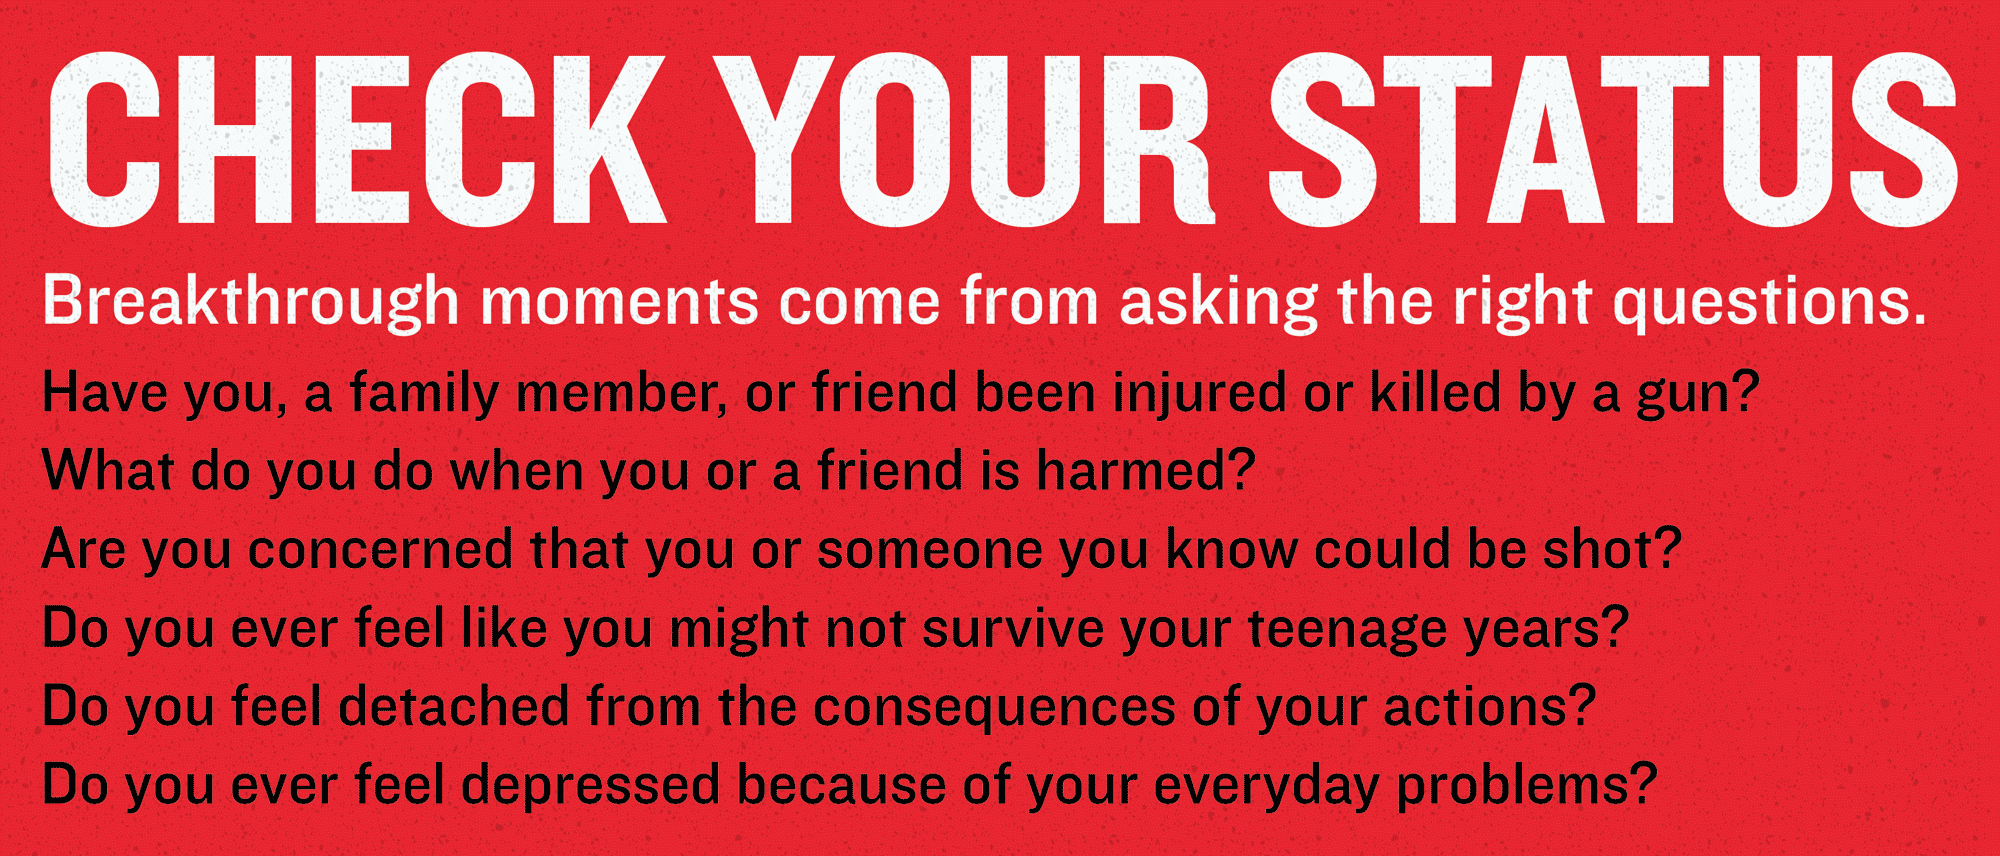 CHECK YOUR STATUS
Breakthrough moments come from asking the right questions.
Have you, a family member, or friend been injured or killed by a gun?
What do you do when you or a friend is harmed?
Are you concerned that you or someone you know could be shot?
Do you ever feel like you might not survive your teenage years?
Do you feel detached from the consequences of your actions?
Do you ever feel depressed because of your everyday problems?